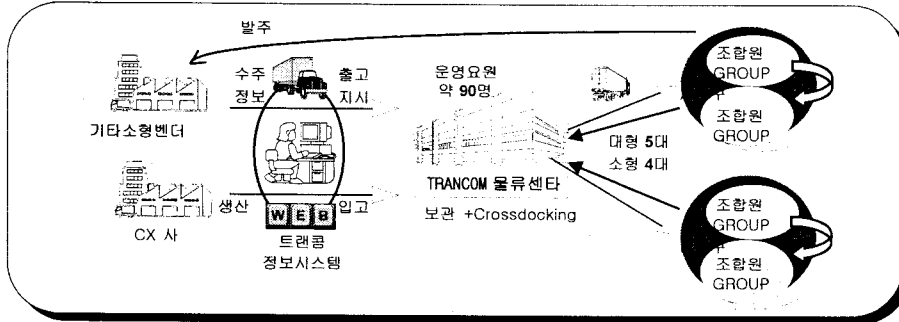 발주
수주
출고
정보
지시
기타소형벤더
운영요원
약 90명
조합원
GROUP
조합원
GROUP
대형 5대
소형 4대
TRANCOM 물류센타
보관 +Crossdocking
생산
입고
WEB
CX 사
트랜콤
정보시스템
조합원
GROUP
조합원
GROUP